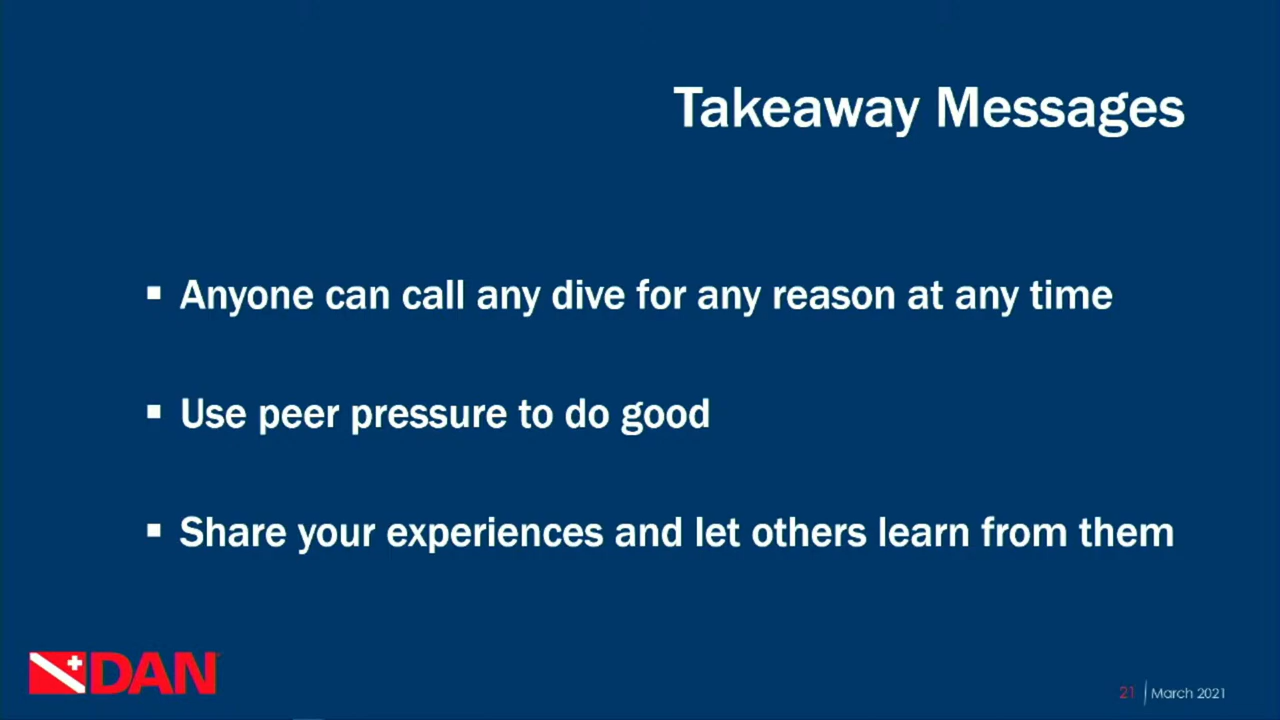 Takeaway Messages
▪ Anyone can call any dive for any reason at any time
▪ Use peer pressure to do good
▪ Share your experiences and let others learn from them
DAN
21 | March 2021